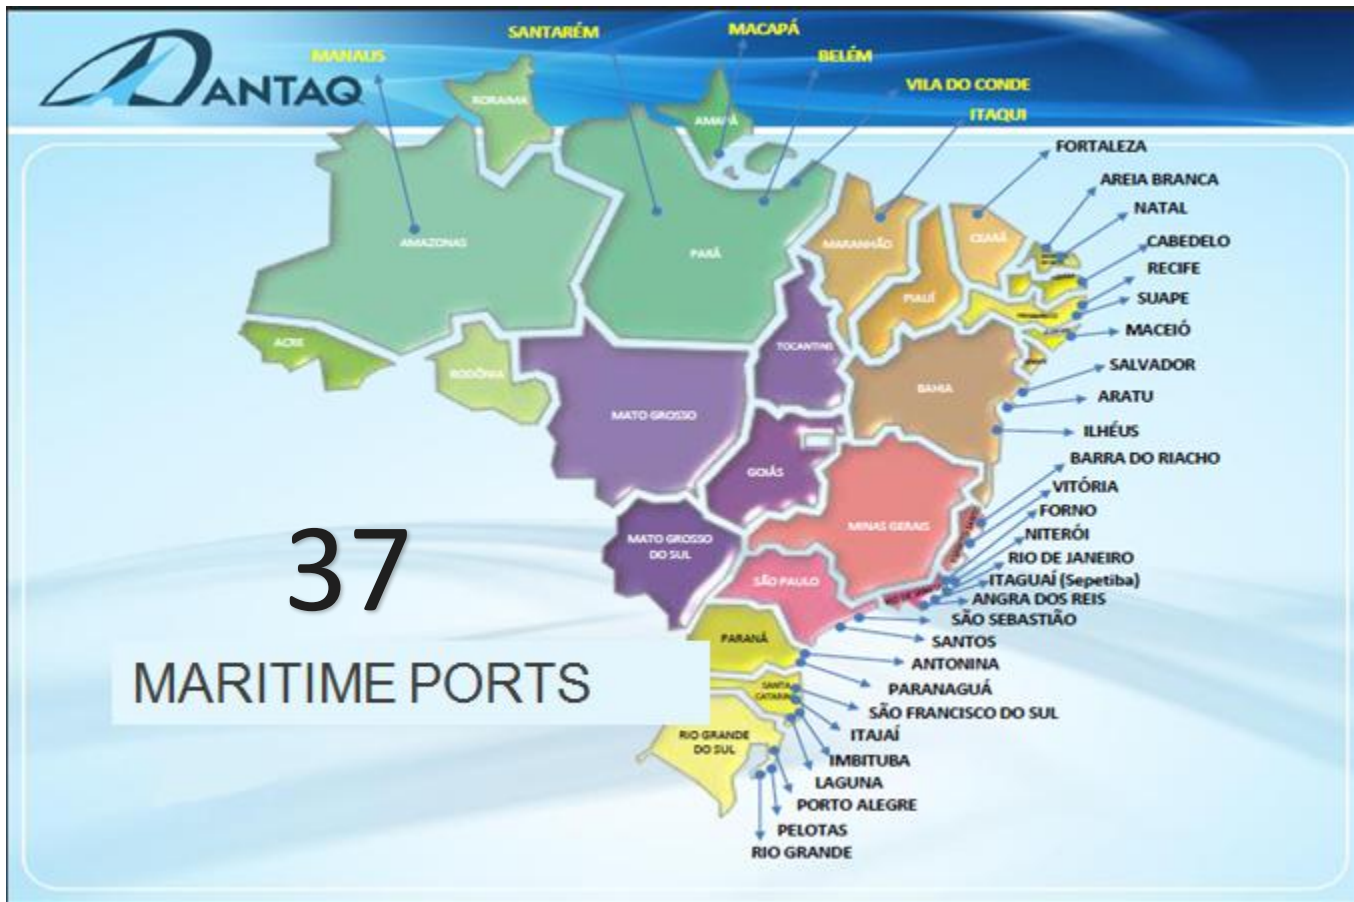 ANTAQ
MANAUS
SANTARÉM
MACAPÁ
BELÉM
VILA DO CONDE
ITAQUI
FORTALEZA
AREIA BRANCA
NATAL
CABEDELO
RECIFE
SUAPE
MACEIÓ
SALVADOR
ARATU
ILHÉUS
BARRA DO RIACHO
VITÓRIA
FORNO
NITERÓI
RIO DE JANEIRO
ITAGUAÍ (Sepetiba)
ANGRA DOS REIS
SÃO SEBASTIÃO
SANTOS
ANTONINA
PARANAGUÁ
SÃO FRANCISCO DO SUL
ITAJAÍ
IMBITUBA
LAGUNA
PORTO ALEGRE
PELOTAS
RIO GRANDE
RORAIMA
AMAPÁ
AMAZONAS
PARÁ
MARANHÃO
CEARÁ
PIAUÍ
ACRE
RODÔNIA
TOCANTINS
MATO GROSSO
BAHIA
GOIÁS
MATO GROSSO
DO SUL
MINAS GERAIS
SÃO PAULO
PARANÁ
SANTA
CATARINA
RIO GRANDE
DO SUL
37
MARITIME PORTS